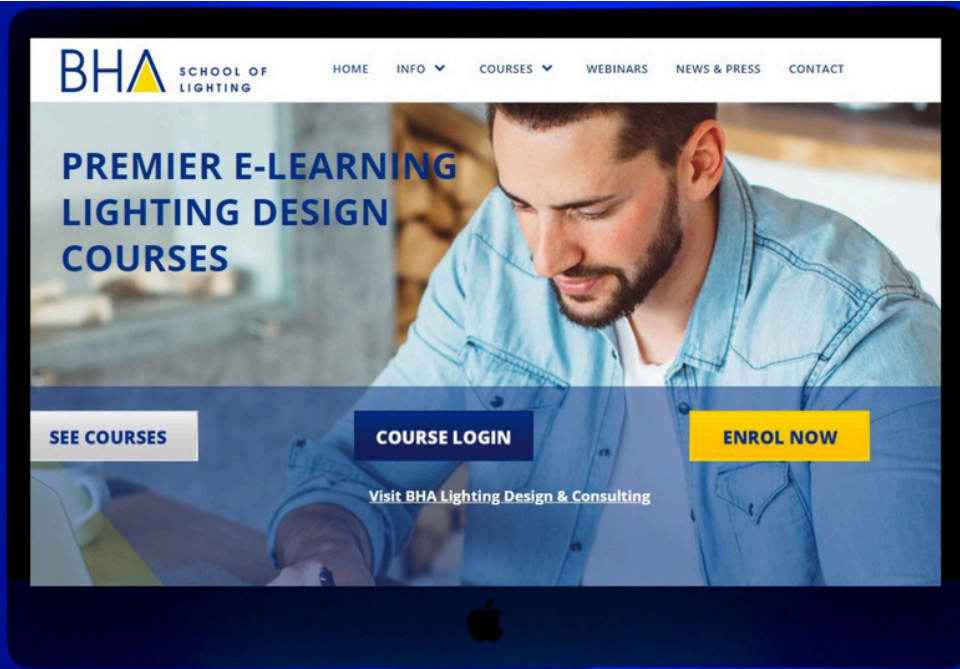 BHA SCHOOL OF
LIGHTING
HOME INFO COURSES WEBINARS NEWS & PRESS CONTACT
PREMIER E-LEARNING
LIGHTING DESIGN
COURSES
SEE COURSES COURSE LOGIN ENROL NOW
Visit BHA Lighting Design & Consulting